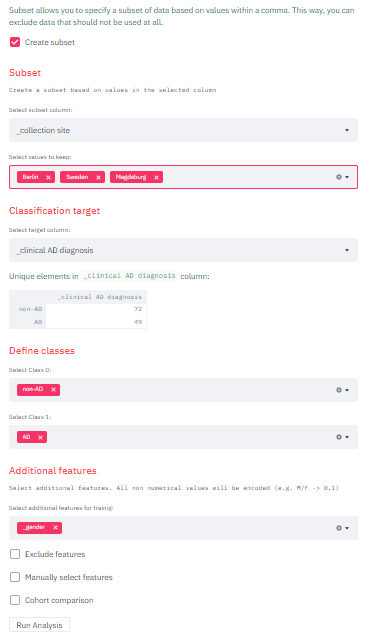 Subset allows you to specify a subset of data based on values within a comma. This way, you can
exclude data that should not be used at all.
Create subset
Subset
Create a subset based on values in the selected column
Select subset column:
_collection site
Select values to keep:
Berlin × Sweden × Magdeburg ×
Classification target
Select target column:
_clinical AD diagnosis
Unique elements in _clinical AD diagnosis column:
_clinical AD diagnosis
non-AD 72
AD 49
Define classes
Select Class 0:
non-AD ×
Select Class 1:
AD ×
Additional features
Select additional features. All non numerical values will be encoded (e.g. M/F -> 0,1)
Select additional features for trainig:
_gender ×
Exclude features
Manually select features
Cohort comparison
Run Analysis